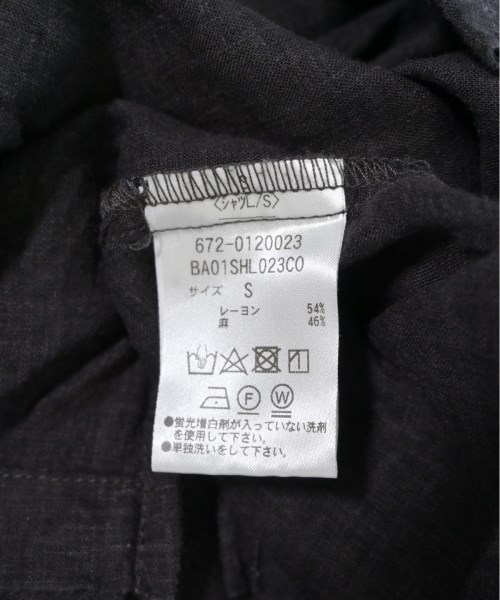 S
<シャツL/S>
672-0120023
BA01SHL023CO
サイズ S
レーヨン 54%
麻 46%
F W
●蛍光増白剤が入っていない洗剤
を使用して下さい。
●単独洗いをして下さい。